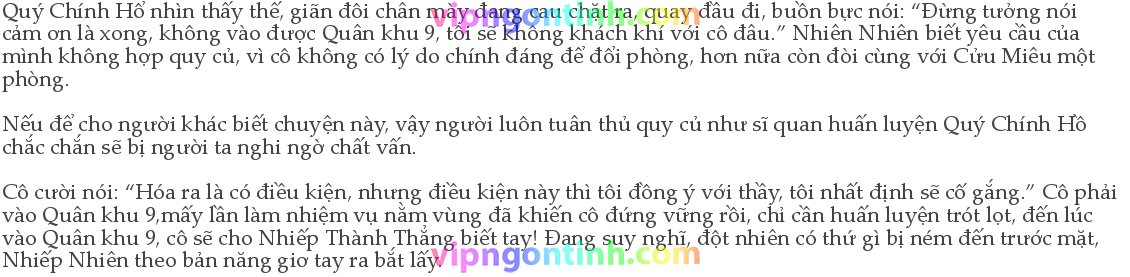 Quý Chính Hổ nhìn thấy thế, giãn đôi chân mày đang cau chặt ra, quay đầu đi, buồn bực nói: “Đừng tưởng nói
cảm ơn là xong, không vào được Quân khu 9, tôi sẽ không khách khí với cô đâu.” Nhiên Nhiên biết yêu cầu của
mình không hợp quy củ, vì cô không có lý do chính đáng để đổi phòng, hơn nữa còn đòi cùng với Cửu Miêu một
phòng.
Nếu để cho người khác biết chuyện này, vậy người luôn tuân thủ quy củ như sĩ quan huấn luyện Quý Chính Hồ
chắc chắn sẽ bị người ta nghi ngờ chất vấn.
Cô cười nói: “Hóa ra là có điều kiện, nhưng điều kiện này thì tôi đồng ý với thầy, tôi nhất định sẽ cố gắng.” Cô phải
vào Quân khu 9,mấy lần làm nhiệm vụ nằm vùng đã khiến cô đứng vững rồi, chỉ cần huấn luyện trót lọt, đến lúc
vào Quân khu 9, cô sẽ cho Nhiếp Thành Thắng biết tay! Đang suy nghĩ, đột nhiên có thứ gì bị ném đến trước mặt,
Nhiếp Nhiên theo bản năng giơ tay ra bắt lấy.
vipngontinh.com
vipngontinh.com